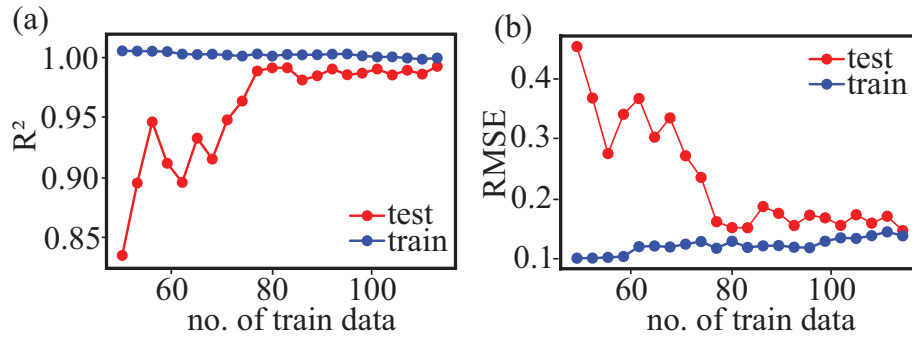 (a)
R²
1.00
0.95
0.90
0.85
test
train
60
80
100
no. of train data
(b)
RMSE
0.4
0.3
0.2
0.1
test
train
60
80
100
no. of train data